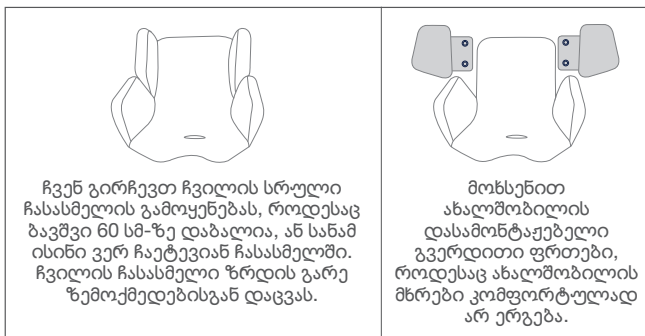 ჩვენ გირჩევთ ჩვილის სრული
ჩასასმელის გამოყენებას, როდესაც
ბავშვი 60 სმ-ზე დაბალია, ან სანამ
ისინი ვერ ჩაეტევიან ჩასასმელში.
ჩვილის ჩასასმელი ზრდის გარე
ზემოქმედებისგან დაცვას.
მოხსენით
ახალშობილის
დასამონტაჟებელი
გვერდითი ფრთები,
როდესაც ახალშობილის
მხრები კომფორტულად
არ ერგება.